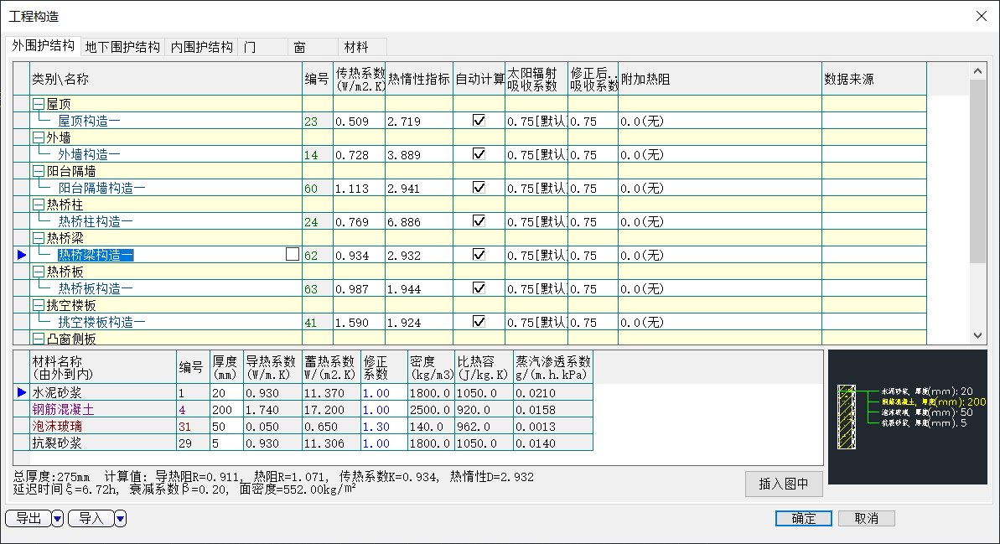 工程构造
外围护结构 地下围护结构 内围护结构 门 窗 材料
类别\名称 编号 传热系数(W/m2.K) 热惰性指标 自动计算 太阳辐射吸收系数 修正后..吸收系数 附加热阻 数据来源
屋顶
屋顶构造一 23 0.509 2.719 0.75[默认] 0.75 0.0(无)
外墙
外墙构造一 14 0.728 3.889 0.75[默认] 0.75 0.0(无)
阳台隔墙
阳台隔墙构造一 60 1.113 2.941 0.75[默认] 0.75 0.0(无)
热桥柱
热桥柱构造一 24 0.769 6.886 0.75[默认] 0.75 0.0(无)
热桥梁
热桥梁构造一 62 0.934 2.932 0.75[默认] 0.75 0.0(无)
热桥板
热桥板构造一 63 0.987 1.944 0.75[默认] 0.75 0.0(无)
挑空楼板
挑空楼板构造一 41 1.590 1.924 0.75[默认] 0.75 0.0(无)
凸窗侧板
材料名称(由外到内) 编号 厚度(mm) 导热系数(W/m.K) 蓄热系数W/(m2.K) 修正系数 密度(kg/m3) 比热容(J/kg.K) 蒸汽渗透系数g/(m.h.kPa)
水泥砂浆 1 20 0.930 11.370 1.00 1800.0 1050.0 0.0210
钢筋混凝土 4 200 1.740 17.200 1.00 2500.0 920.0 0.0158
泡沫玻璃 31 50 0.050 0.650 1.30 140.0 962.0 0.0013
抗裂砂浆 29 5 0.930 11.306 1.00 1800.0 1050.0 0.0140
水泥砂浆, 厚度(mm): 20
钢筋混凝土, 厚度(mm): 200
泡沫玻璃, 厚度(mm): 50
抗裂砂浆, 厚度(mm): 5
总厚度:275mm 计算值: 导热阻R=0.911, 热阻R=1.071, 传热系数K=0.934, 热惰性D=2.932
延迟时间ξ=6.72h, 衰减系数β=0.20, 面密度=552.00kg/㎡
插入图中
导出 导入 确定 取消